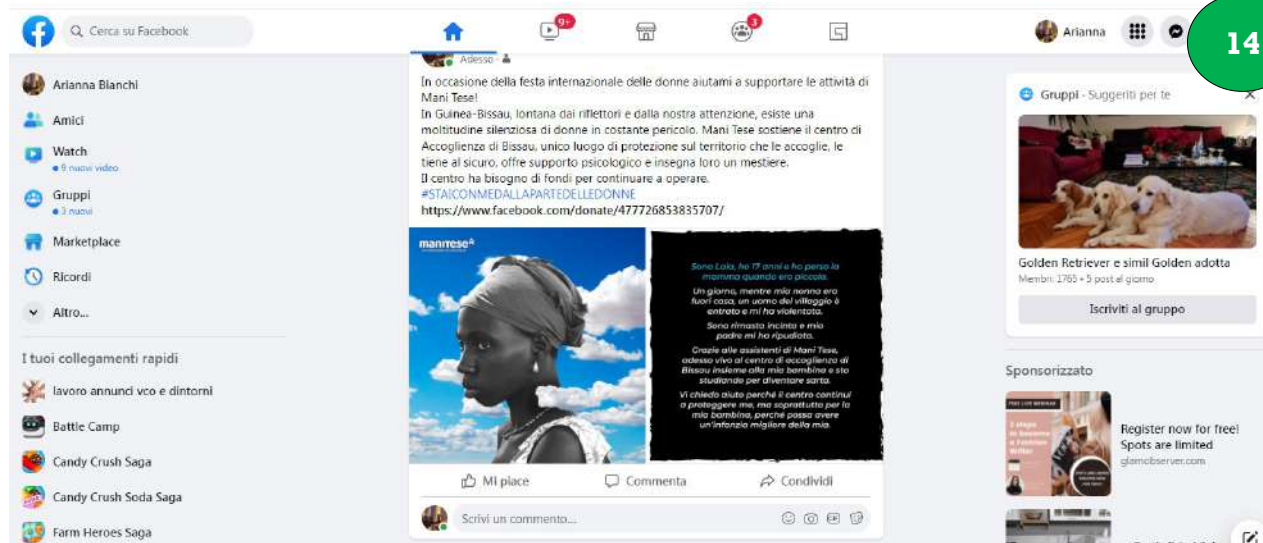 Cerca su Facebook
9+
3
Arianna
14
Arianna Bianchi
Amici
Watch
9 nuovi video
Gruppi
3 nuovi
Marketplace
Ricordi
Altro...
I tuoi collegamenti rapidi
lavoro annunci vco e dintorni
Battle Camp
Candy Crush Saga
Candy Crush Soda Saga
Farm Heroes Saga
Adesso
In occasione della festa internazionale delle donne aiutami a supportare le attività di
Mani Tese!
In Guinea-Bissau, lontana dai riflettori e dalla nostra attenzione, esiste una
moltitudine silenziosa di donne in costante pericolo. Mani Tese sostiene il centro di
Accoglienza di Bissau, unico luogo di protezione sul territorio che le accoglie, le
tiene al sicuro, offre supporto psicologico e insegna loro un mestiere.
Il centro ha bisogno di fondi per continuare a operare.
#STAICONMEDALLAPARTEDELLEDONNE
https://www.facebook.com/donate/477726853835707/
manitese
Sono Laia, ho 17 anni e ho perso la
mamma quando ero piccola.
Un giorno, mentre mia nonna era
fuori casa, un uomo del villaggio è
entrato e mi ha violentata.
Sono rimasta incinta e mio
padre mi ha ripudiata.
Grazie alle assistenti di Mani Tese,
adesso vivo al centro di accoglienza di
Bissau insieme alla mia bambina e sto
studiando per diventare sarta.
Vi chiedo aiuto perché il centro continui
a proteggere me, ma soprattutto per la
mia bambina, perché possa avere
un'infanzia migliore della mia.
Mi piace
Commenta
Condividi
Scrivi un commento...
GIF
Gruppi - Suggeriti per te
Golden Retriever e simil Golden adotta
Membri: 1765 • 5 post al giorno
Iscriviti al gruppo
Sponsorizzato
FREE LIVE WEBINAR
3 steps
to become
a Fashion
Writer
Register now for free!
Spots are limited
glamobserver.com